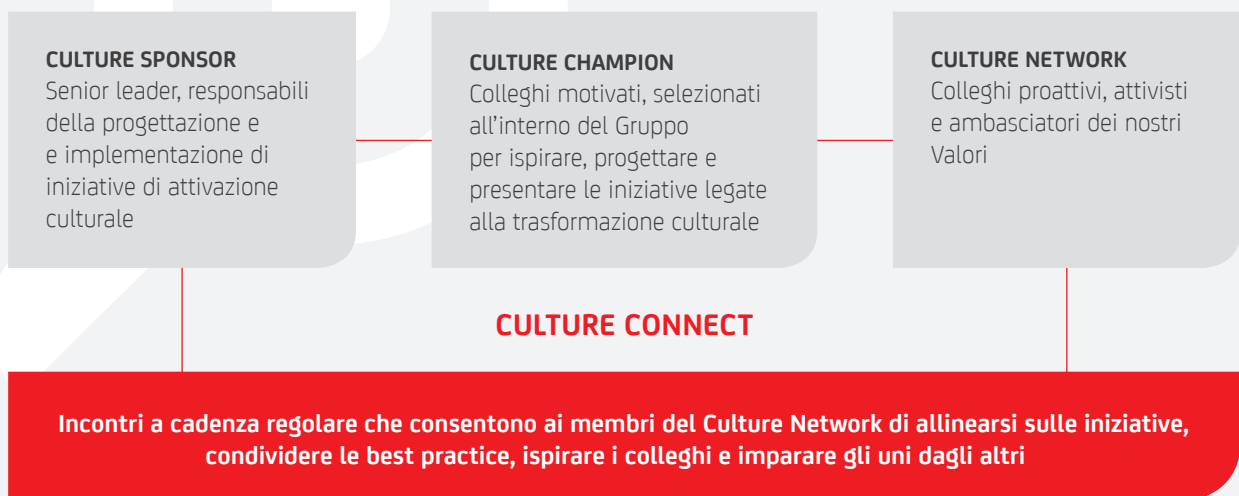 CULTURE SPONSOR
Senior leader, responsabili
della progettazione e
e implementazione di
iniziative di attivazione
culturale
CULTURE CHAMPION
Colleghi motivati, selezionati
all'interno del Gruppo
per ispirare, progettare e
presentare le iniziative legate
alla trasformazione culturale
CULTURE NETWORK
Colleghi proattivi, attivisti
e ambasciatori dei nostri
Valori
CULTURE CONNECT
Incontri a cadenza regolare che consentono ai membri del Culture Network di allinearsi sulle iniziative,
condividere le best practice, ispirare i colleghi e imparare gli uni dagli altri